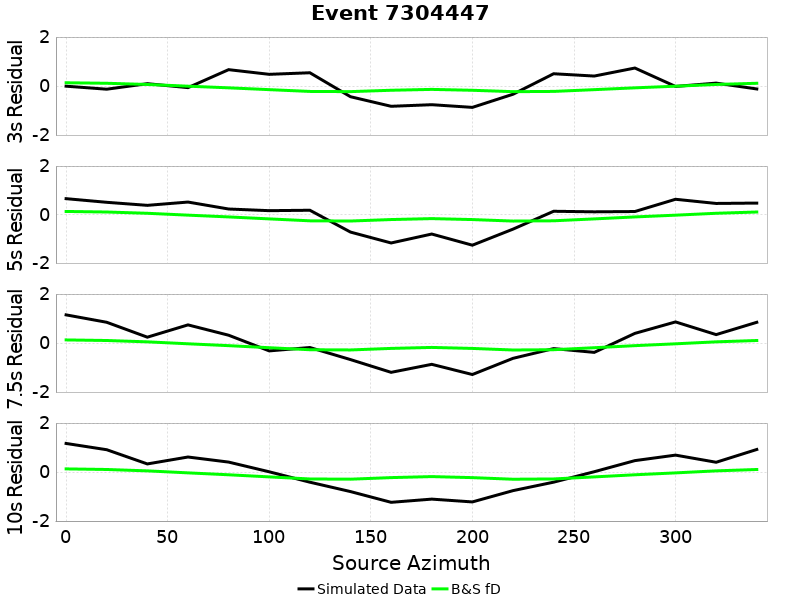 Event 7304447
3s Residual
2
0
-2
5s Residual
2
0
-2
7.5s Residual
2
0
-2
10s Residual
2
0
-2
0 50 100 150 200 250 300
Source Azimuth
Simulated Data B&S fD